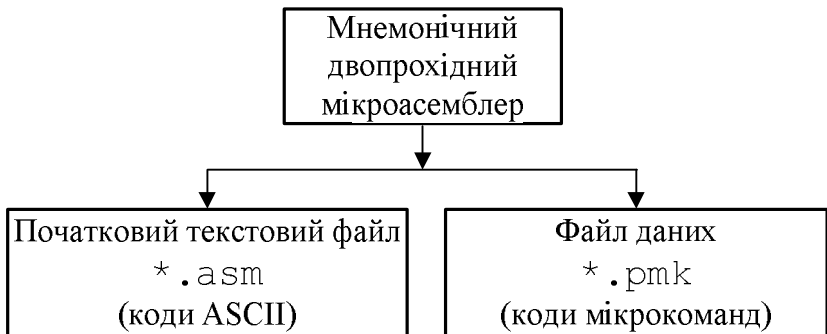 Мнемонічний
двопрохідний
мікроасемблер
Початковий текстовий файл
*.asm
(коди ASCII)
Файл даних
*.pmk
(коди мікрокоманд)